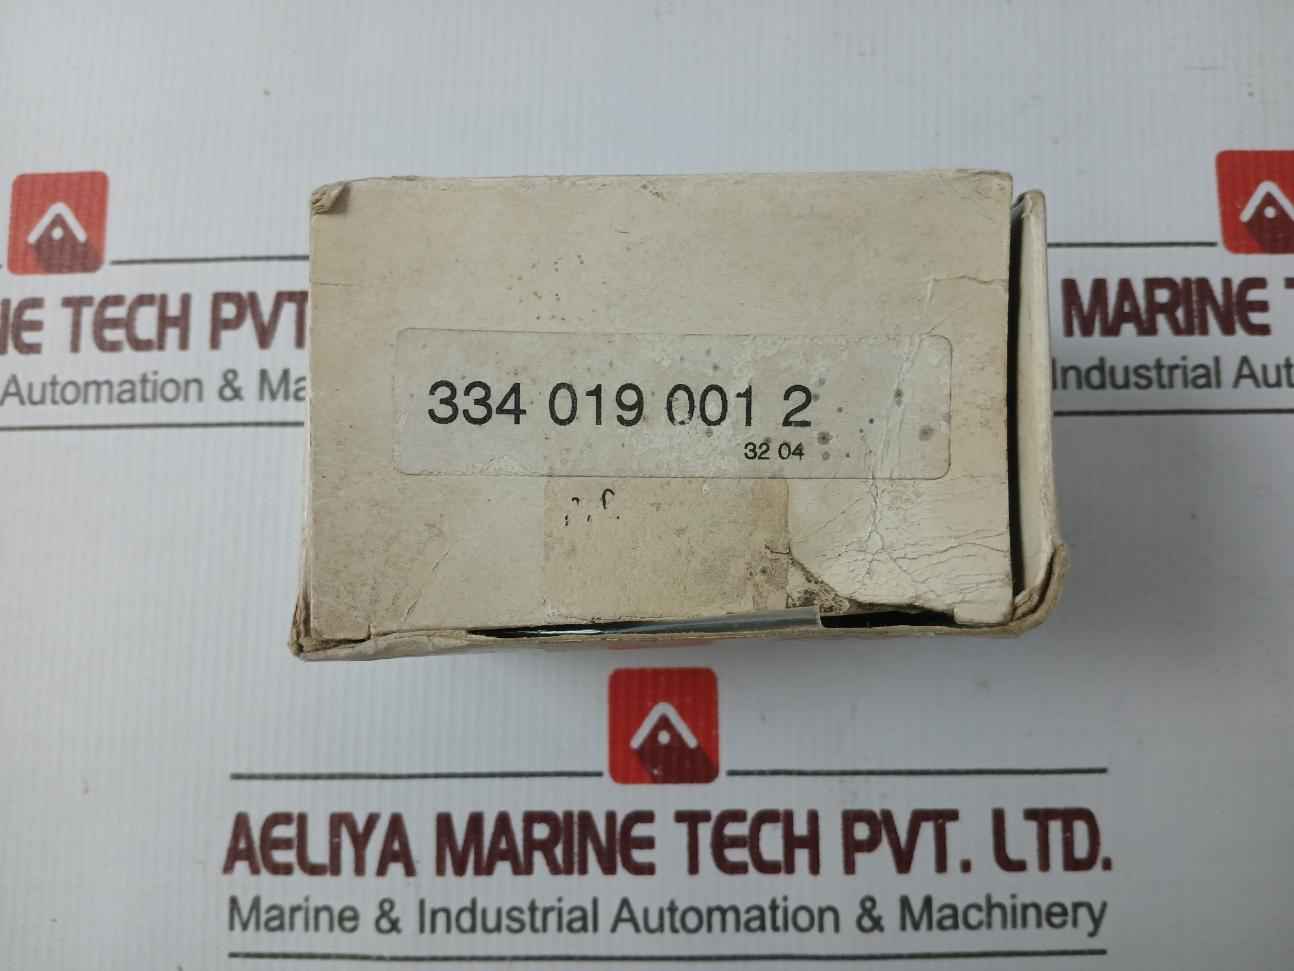 IE TECH PVT
Automation & Ma
MARINE T
Industrial Aut
334 019 001 2
32 04
AELIYA MARINE TECH PVT. LTD.
Marine & Industrial Automation & Machinery